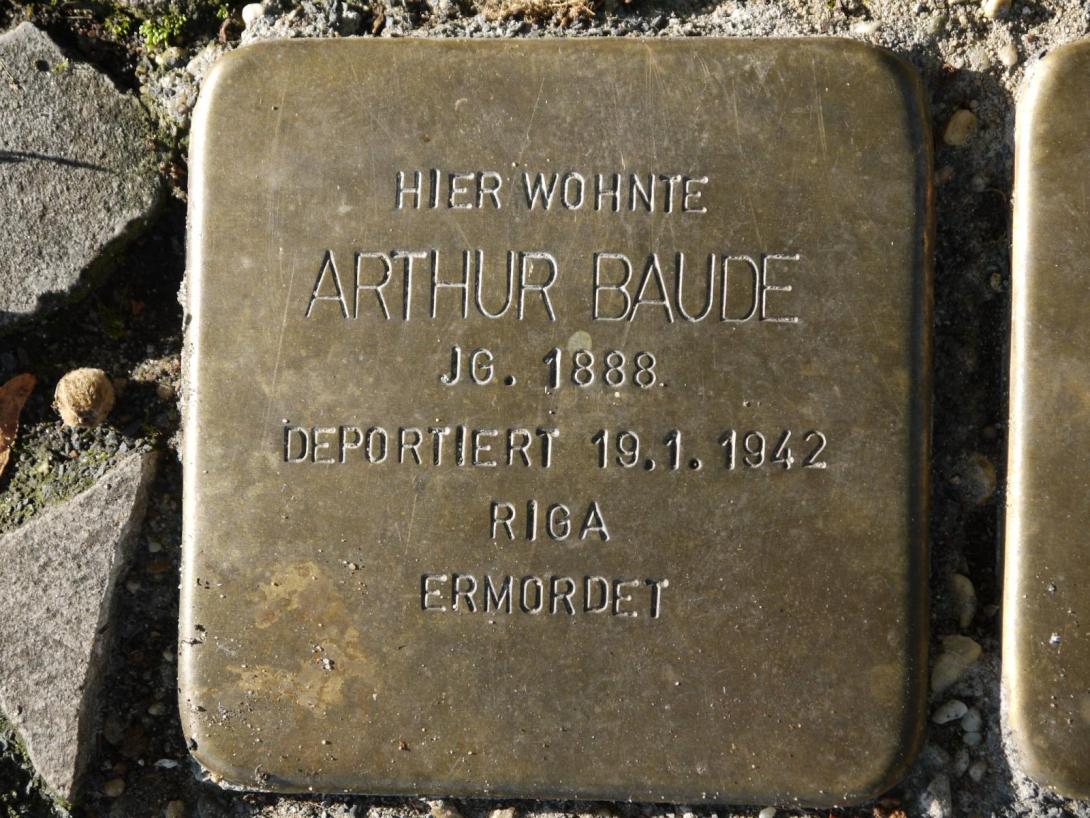 HIER WOHNTE
ARTHUR BAUDE
JG. 1888
DEPORTIERT 19.1.1942
RIGA
ERMORDET